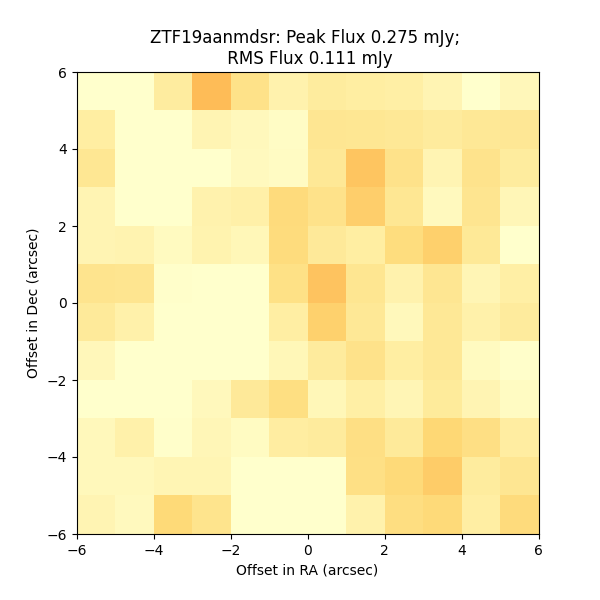 ZTF19aanmdsr: Peak Flux 0.275 mJy;
RMS Flux 0.111 mJy
6
4
2
0
−2
−4
−6
Offset in Dec (arcsec)
−6 −4 −2 0 2 4 6
Offset in RA (arcsec)